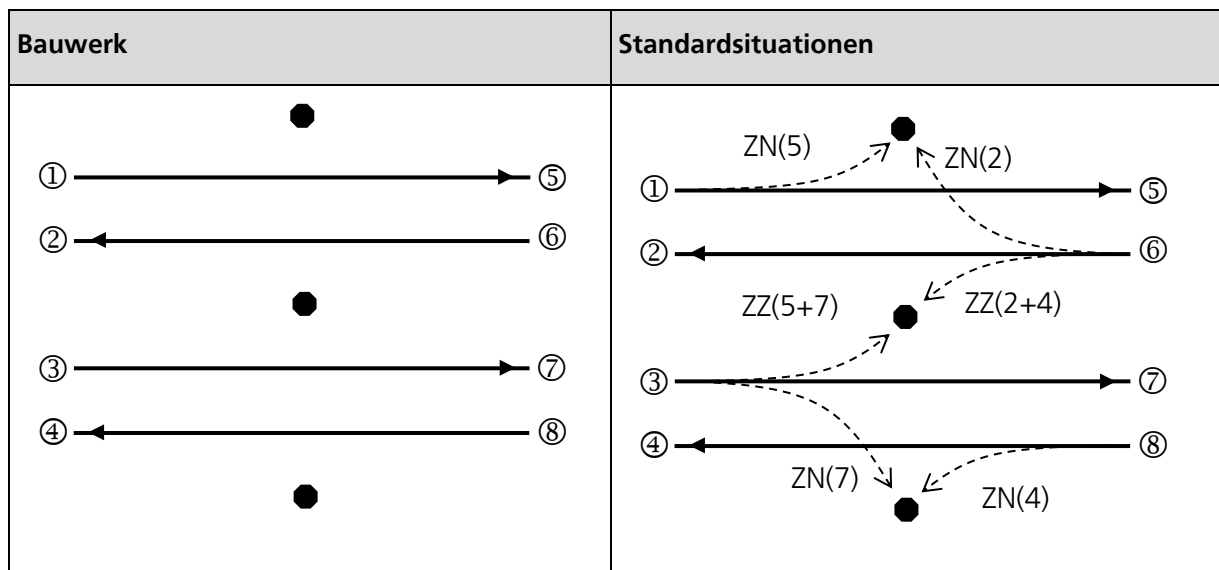 Bauwerk
Standardsituationen
① ⑤
② ⑥
③ ⑦
④ ⑧
ZN(5) ZN(2)
① ⑤
② ⑥
ZZ(5+7) ZZ(2+4)
③ ⑦
④ ⑧
ZN(7) ZN(4)